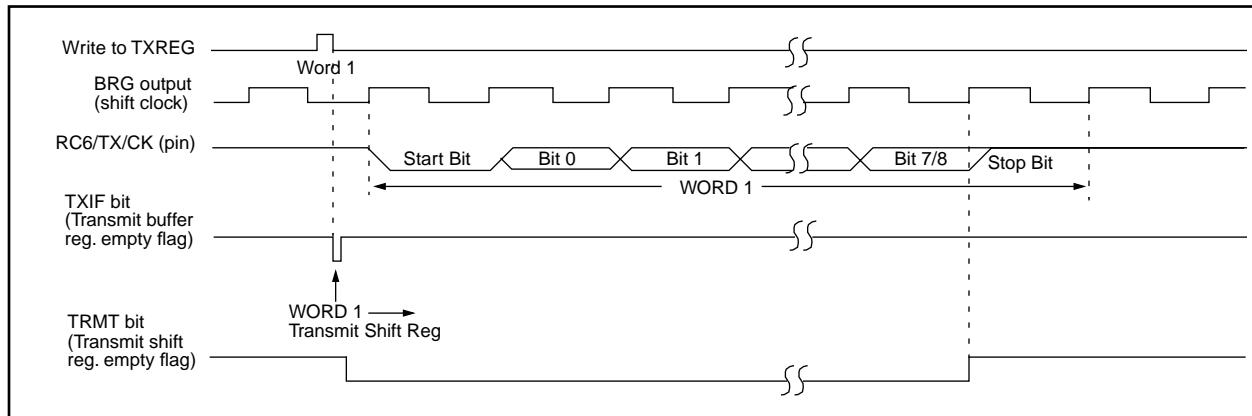 Write to TXREG
Word 1
BRG output
(shift clock)
RC6/TX/CK (pin)
Start Bit
Bit 0
Bit 1
Bit 7/8
Stop Bit
WORD 1
TXIF bit
(Transmit buffer
reg. empty flag)
WORD 1
Transmit Shift Reg
TRMT bit
(Transmit shift
reg. empty flag)